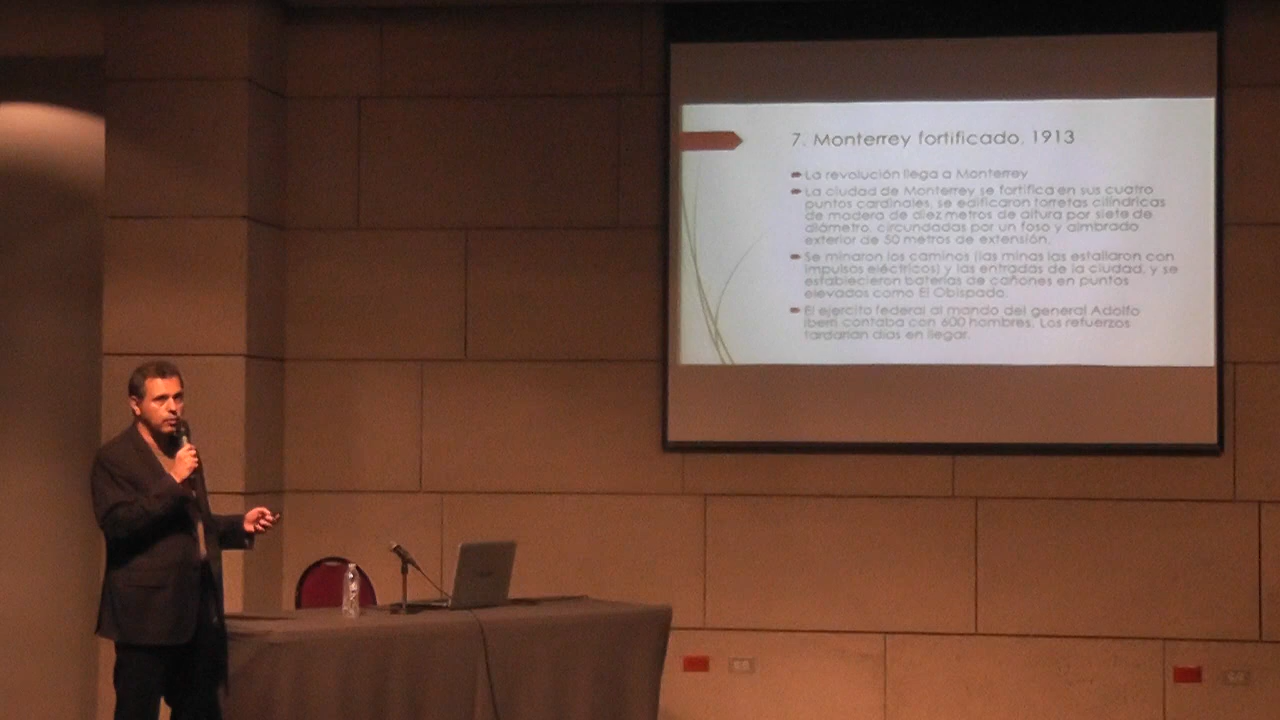 7. Monterrey fortificado. 1913
La revolución llega a Monterrey
La ciudad de Monterrey se fortifica en sus cuatro
puntos cardinales, se edificaron torretas cilíndricas
de madera de diez metros de altura por siete de
diámetro, circundadas por un foso y almbrado
exterior de 50 metros de extensión.
Se minaron los caminos (las minas las estallaron con
impulsos eléctricos) y las entradas de la ciudad, y se
establecieron baterías de cañones en puntos
elevados como El Obispado.
El ejercito federal al mando del general Adolfo
Iberri contaba con 600 hombres. Los refuerzos
tardarían días en llegar.